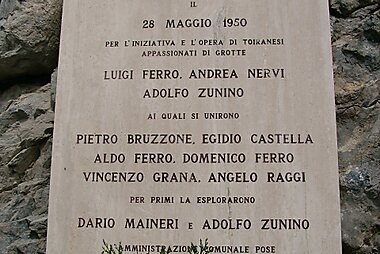 IL
28 MAGGIO 1950
PER L'INIZIATIVA E L'OPERA DI TOIRANESI
APPASSIONATI DI GROTTE
LUIGI FERRO, ANDREA NERVI
ADOLFO ZUNINO
AI QUALI SI UNIRONO
PIETRO BRUZZONE, EGIDIO CASTELLA
ALDO FERRO, DOMENICO FERRO
VINCENZO GRANA, ANGELO RAGGI
PER PRIMI LA ESPLORARONO
DARIO MAINERI E ADOLFO ZUNINO
L'AMMINISTRAZIONE COMUNALE POSE